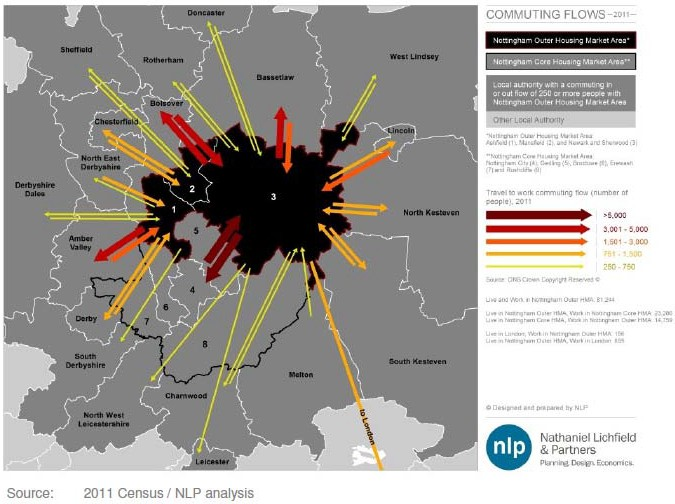 COMMUTING FLOWS –2011–
Nottingham Outer Housing Market Area*
Nottingham Core Housing Market Area**
Local authority with a commuting in
or out flow of 250 or more people with
Nottingham Outer Housing Market Area
Other Local Authority
*Nottingham Outer Housing Market Area:
Ashfield (1), Mansfield (2), and Newark and Sherwood (3)
**Nottingham Core Housing Market Area:
Nottingham City (4), Gedling (5), Broxtowe (6), Erewash
(7) and Rushcliffe (8)
Travel to work commuting flow (number of
people), 2011
>5,000
3,001 - 5,000
1,501 - 3,000
751 - 1,500
250 - 750
Source: ONS Crown Copyright Reserved ©
Live and Work in Nottingham Outer HMA: 81,244
Live in Nottingham Outer HMA, Work in Nottingham Core HMA:
Live in Nottingham Core HMA, Work in Nottingham Outer HMA: 14,759
Live in London, Work in Nottingham Outer HMA:
Live in Nottingham Outer HMA, Work in London:
© Designed and prepared by NLP
nlp
Nathaniel Lichfield
& Partners
Planning. Design. Economics.
Doncaster
Sheffield
Rotherham
West Lindsey
Bassetlaw
Bolsover
Chesterfield
Lincoln
North East
Derbyshire
Derbyshire
Dales
2
1
3
North Kesteven
5
Amber
Valley
4
6
Derby
7
8
South
Derbyshire
Melton
South Kesteven
Charnwood
North West
Leicestershire
to London
Leicester
Source: 2011 Census / NLP analysis